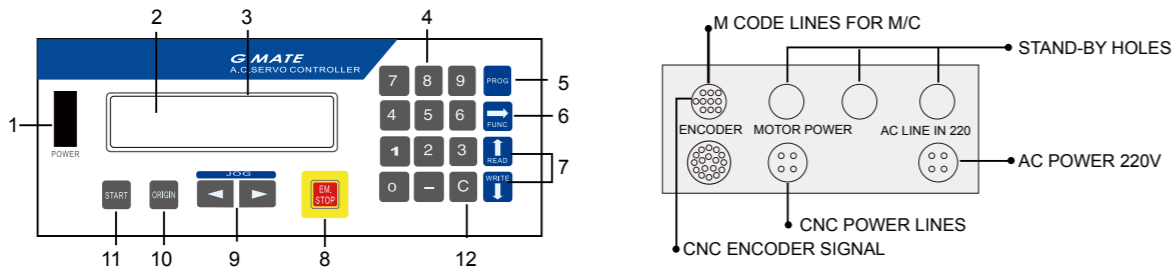 2
3
4
M CODE LINES FOR M/C
STAND-BY HOLES
G MATE
A,C,SERVO CONTROLLER
7 8 9 PROG
5
4 5 6 FUNC
6
1
POWER
1 2 3 READ
7
0 – C WRITE
JOG
START
ORIGIN
EM.
STOP
11
10
9
8
12
ENCODER
MOTOR POWER
AC LINE IN 220
AC POWER 220V
CNC POWER LINES
CNC ENCODER SIGNAL